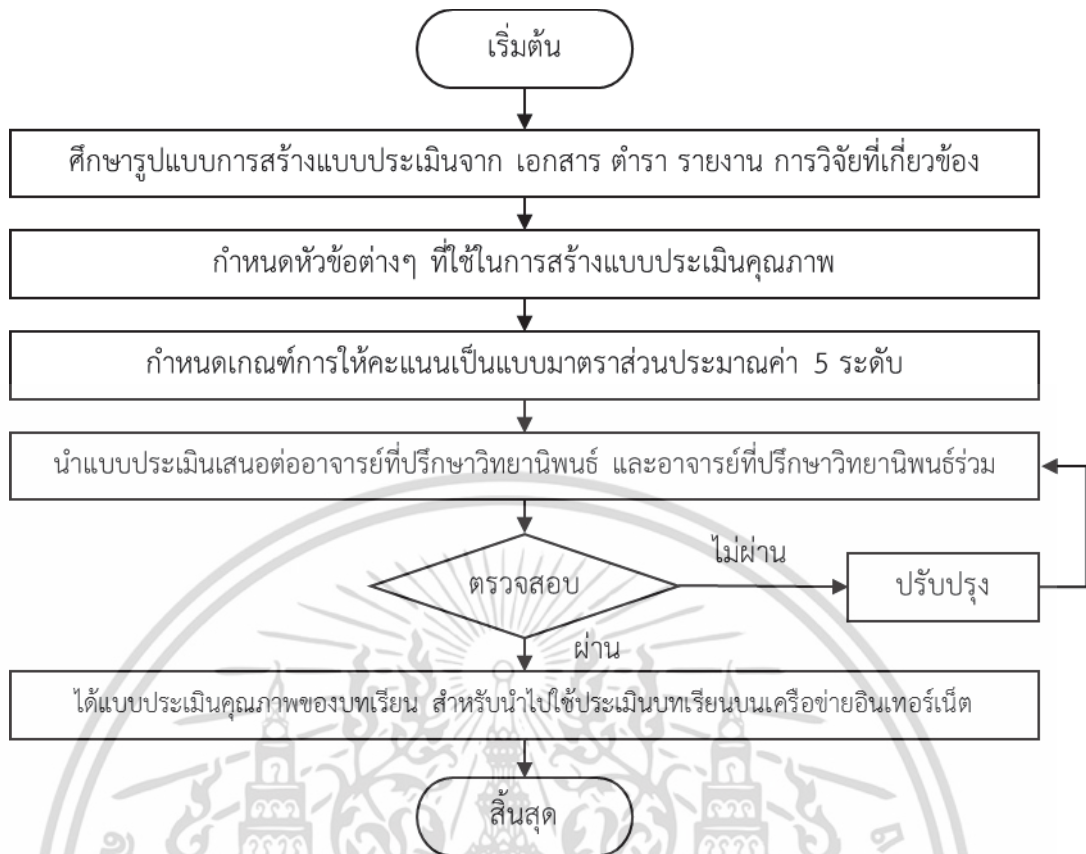 เริ่มต้น
ศึกษารูปแบบการสร้างแบบประเมินจาก เอกสาร ตำรา รายงาน การวิจัยที่เกี่ยวข้อง
กำหนดหัวข้อต่างๆ ที่ใช้ในการสร้างแบบประเมินคุณภาพ
กำหนดเกณฑ์การให้คะแนนเป็นแบบมาตราส่วนประมาณค่า 5 ระดับ
นำแบบประเมินเสนอต่ออาจารย์ที่ปรึกษาวิทยานิพนธ์ และอาจารย์ที่ปรึกษาวิทยานิพนธ์ร่วม
ไม่ผ่าน
ตรวจสอบ
ปรับปรุง
ผ่าน
ได้แบบประเมินคุณภาพของบทเรียน สำหรับนำไปใช้ประเมินบทเรียนบนเครือข่ายอินเทอร์เน็ต
สิ้นสุด